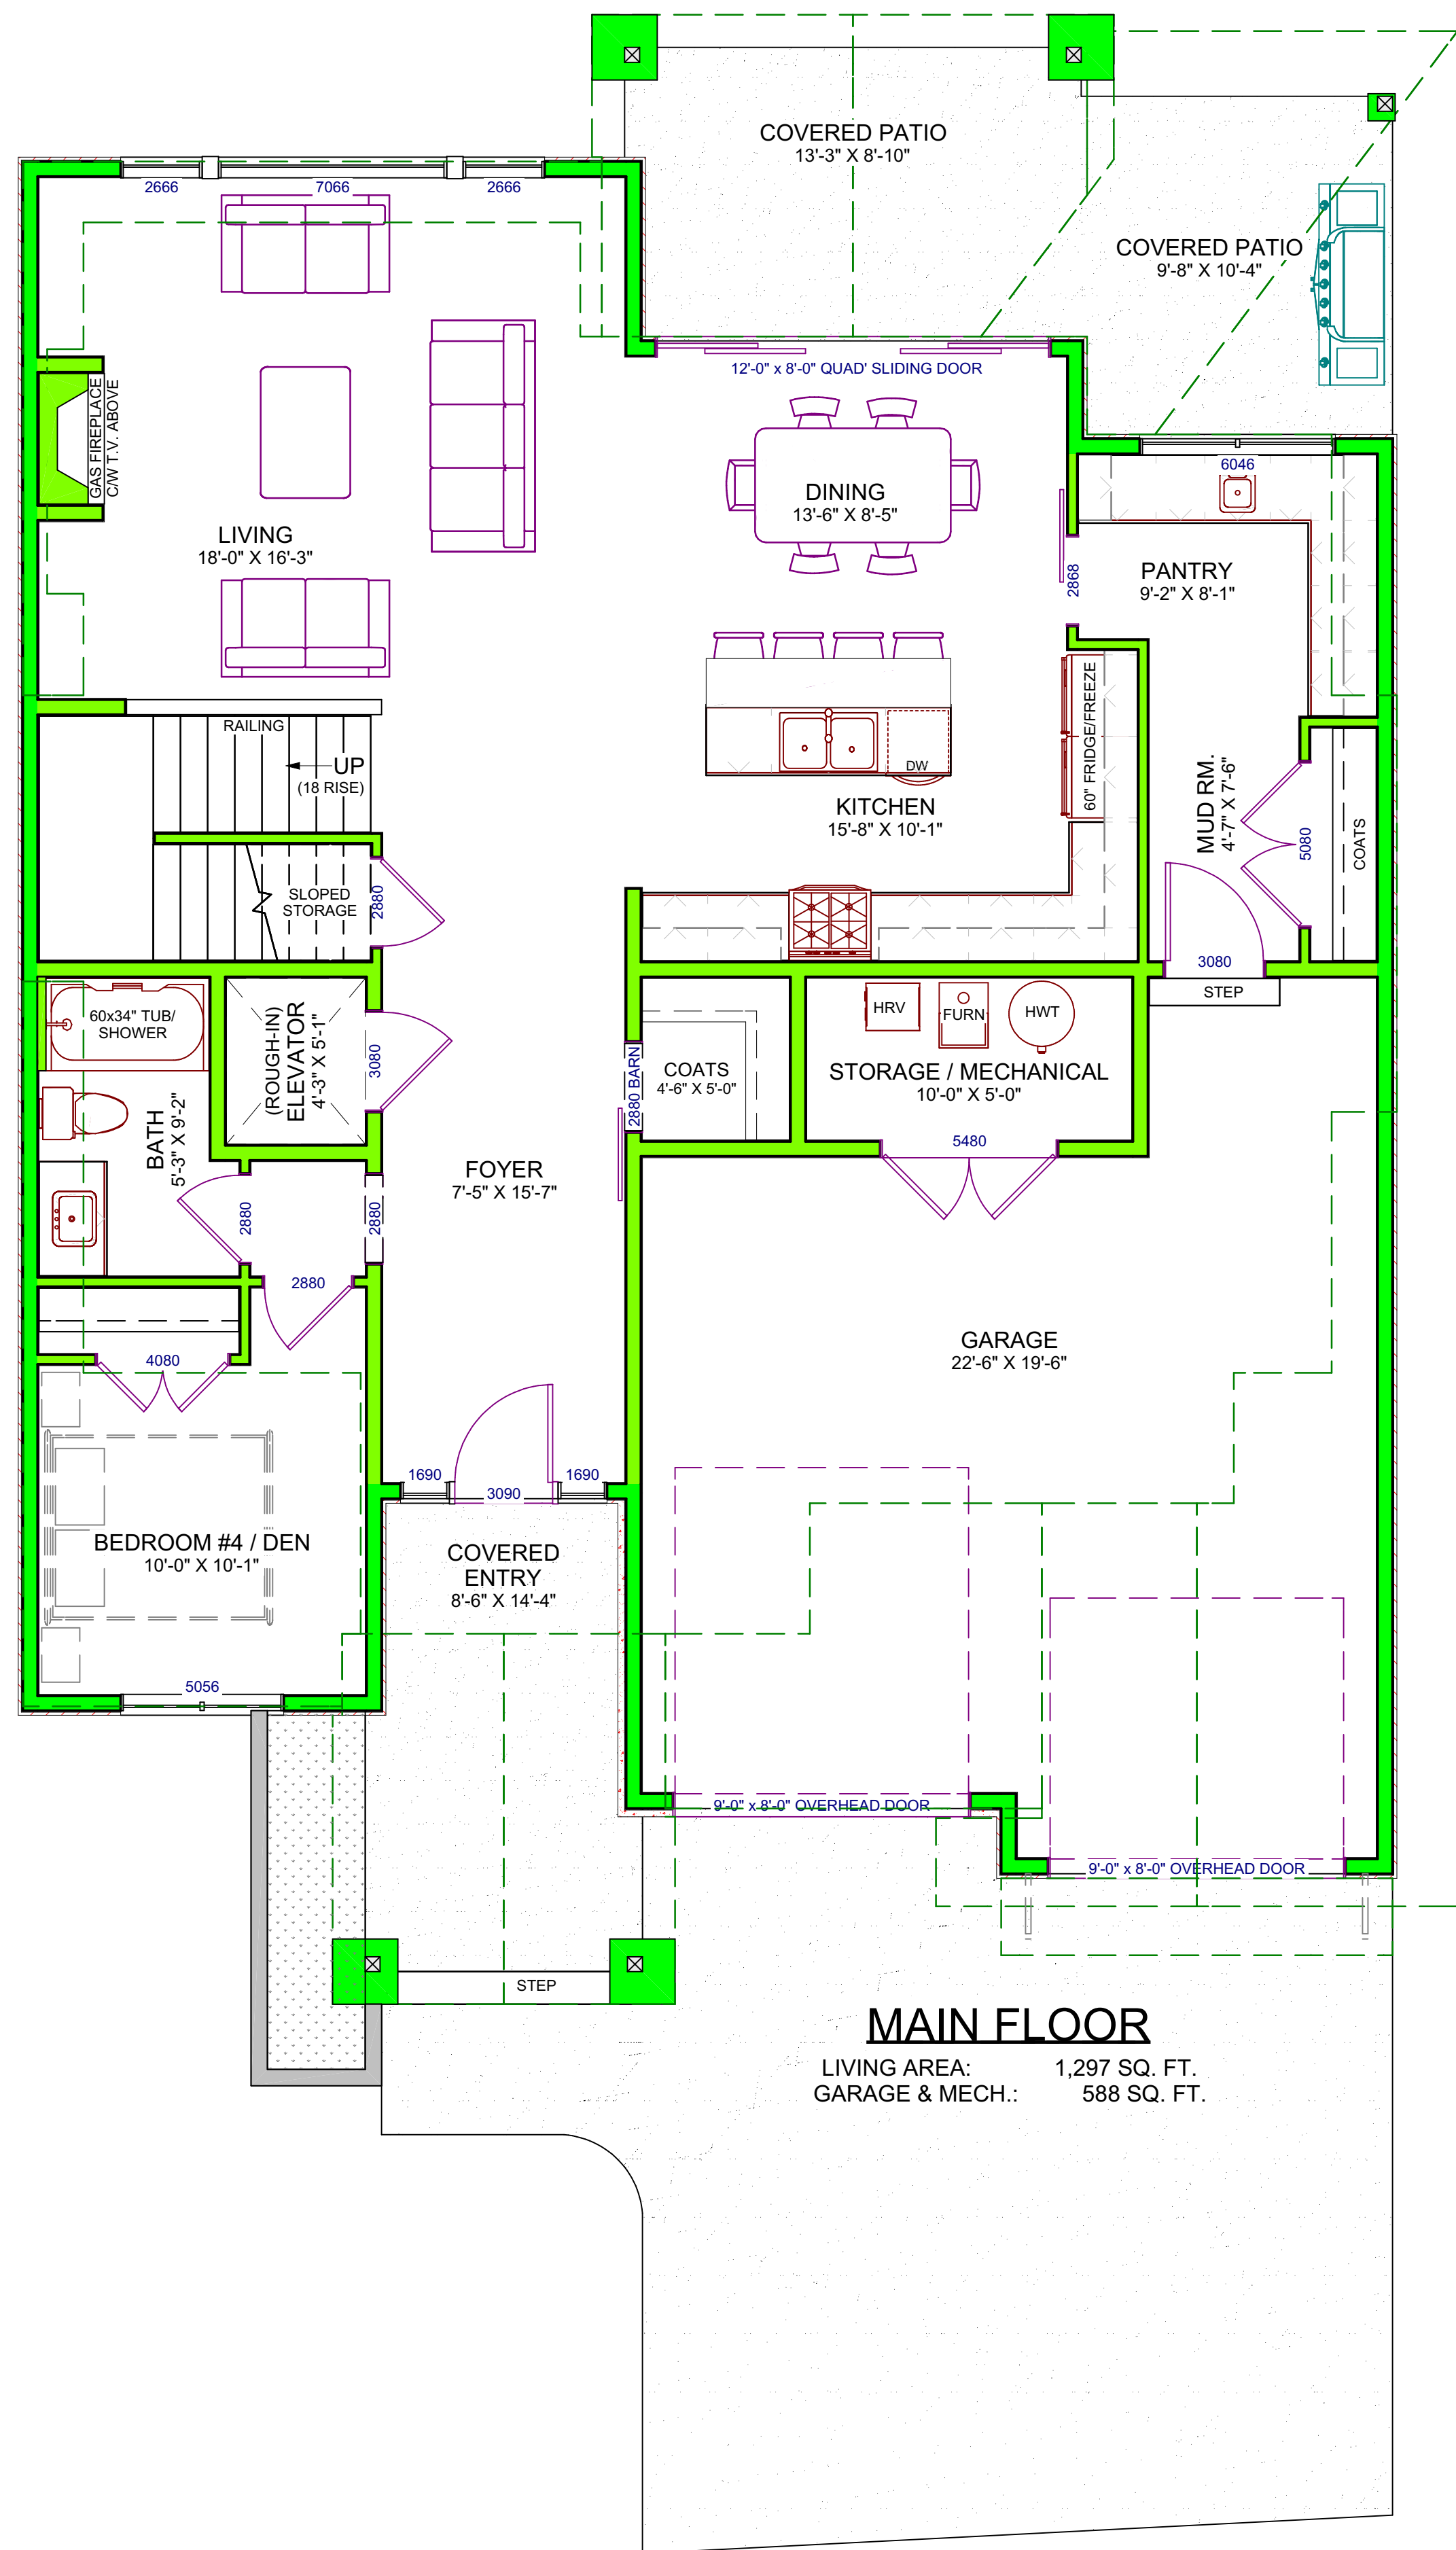 COVERED PATIO
13'-3" X 8'-10"
COVERED PATIO
9'-8" X 10'-4"
2666
7066
2666
12'-0" x 8'-0" QUAD' SLIDING DOOR
GAS FIREPLACE
C/W T.V. ABOVE
6046
DINING
13'-6" X 8'-5"
LIVING
18'-0" X 16'-3"
2868
PANTRY
9'-2" X 8'-1"
RAILING
UP
(18 RISE)
60" FRIDGE/FREEZE
DW
KITCHEN
15'-8" X 10'-1"
MUD RM.
4'-7" X 7'-6"
5080
COATS
SLOPED
STORAGE
2880
3080
STEP
60x34" TUB/
SHOWER
(ROUGH-IN)
ELEVATOR
4'-3" X 5'-1"
3080
HRV
FURN
HWT
2880 BARN
COATS
4'-6" X 5'-0"
STORAGE / MECHANICAL
10'-0" X 5'-0"
5480
BATH
5'-3" X 9'-2"
FOYER
7'-5" X 15'-7"
2880
2880
2880
4080
GARAGE
22'-6" X 19'-6"
1690
3090
1690
BEDROOM #4 / DEN
10'-0" X 10'-1"
COVERED
ENTRY
8'-6" X 14'-4"
5056
9'-0" x 8'-0" OVERHEAD DOOR
9'-0" x 8'-0" OVERHEAD DOOR
STEP
MAIN FLOOR
LIVING AREA: 1,297 SQ. FT.
GARAGE & MECH.: 588 SQ. FT.